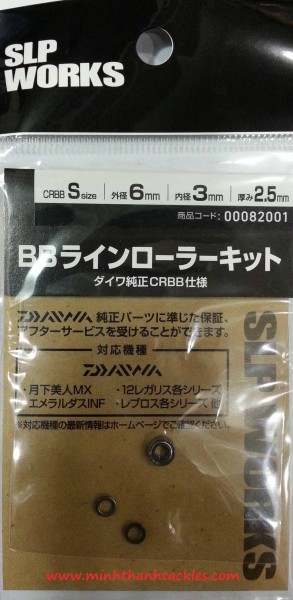 SLP
WORKS
CRBB S size 外径6mm 内径3mm 厚み2.5mm
商品コード: 00082001
BBラインローラーキット
ダイワ純正CRBB仕様
DAIWA 純正パーツに準じた保証、
アフターサービスを受けることができます。
対応機種
DAIWA
・月下美人MX ・12レガリス各シリーズ
エメラルダスINF ・レブロス各シリーズ 他
※対応機種の最新情報はホームページでご確認ください。
SLP WORKS
www.minhthanhtackles.com